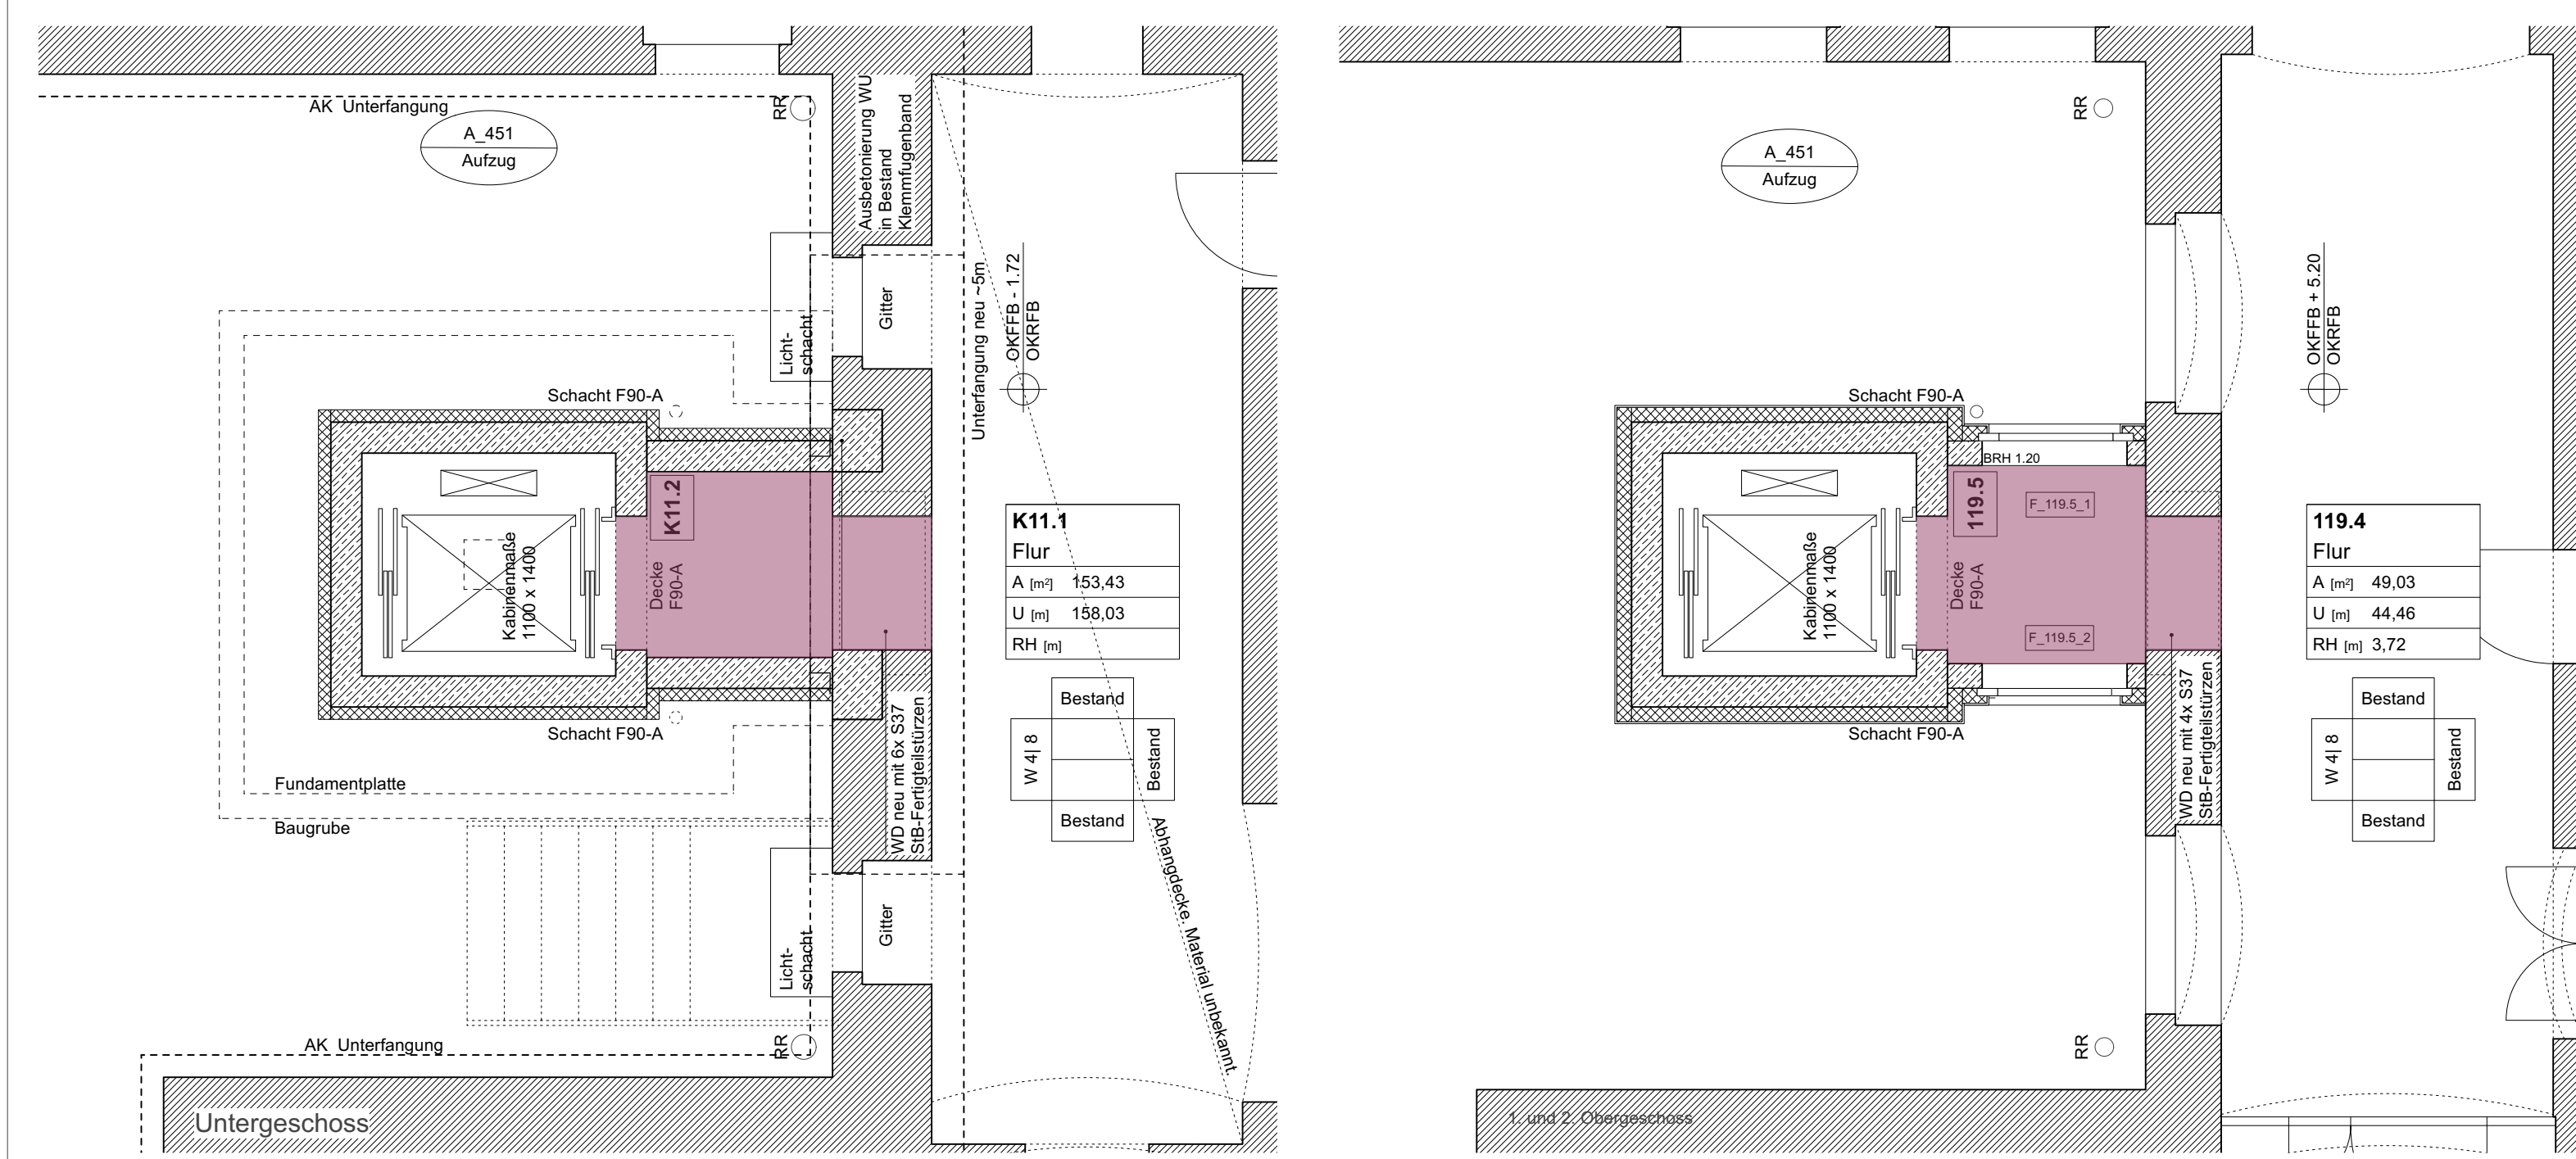 AK  Unterfangung
A_451
Aufzug
RR
Ausbetonierung WU
in Bestand
Klemmfugenband
Licht-
schacht
Gitter
Unterfangung neu ~5m
OKFFB - 1.72
OKRFB
Schacht F90-A
K11.2
Decke
F90-A
Kabinenmaße
1100 x 1400
K11.1
Flur
A [m²] 153,43
U [m] 158,03
RH [m]
Bestand
W 4| 8
Bestand
Bestand
Schacht F90-A
WD neu mit 6x S37
StB-Fertigteilstürzen
Fundamentplatte
Baugrube
Licht-
schacht
Gitter
Abhangdecke. Material unbekannt.
AK  Unterfangung
RR
Untergeschoss
A_451
Aufzug
RR
OKFFB + 5.20
OKRFB
Schacht F90-A
BRH 1.20
119.5
F_119.5_1
Decke
F90-A
Kabinenmaße
1100 x 1400
F_119.5_2
119.4
Flur
A [m²] 49,03
U [m] 44,46
RH [m] 3,72
Bestand
W 4| 8
Bestand
Bestand
Schacht F90-A
WD neu mit 4x S37
StB-Fertigteilstürzen
RR
1. und 2. Obergeschoss